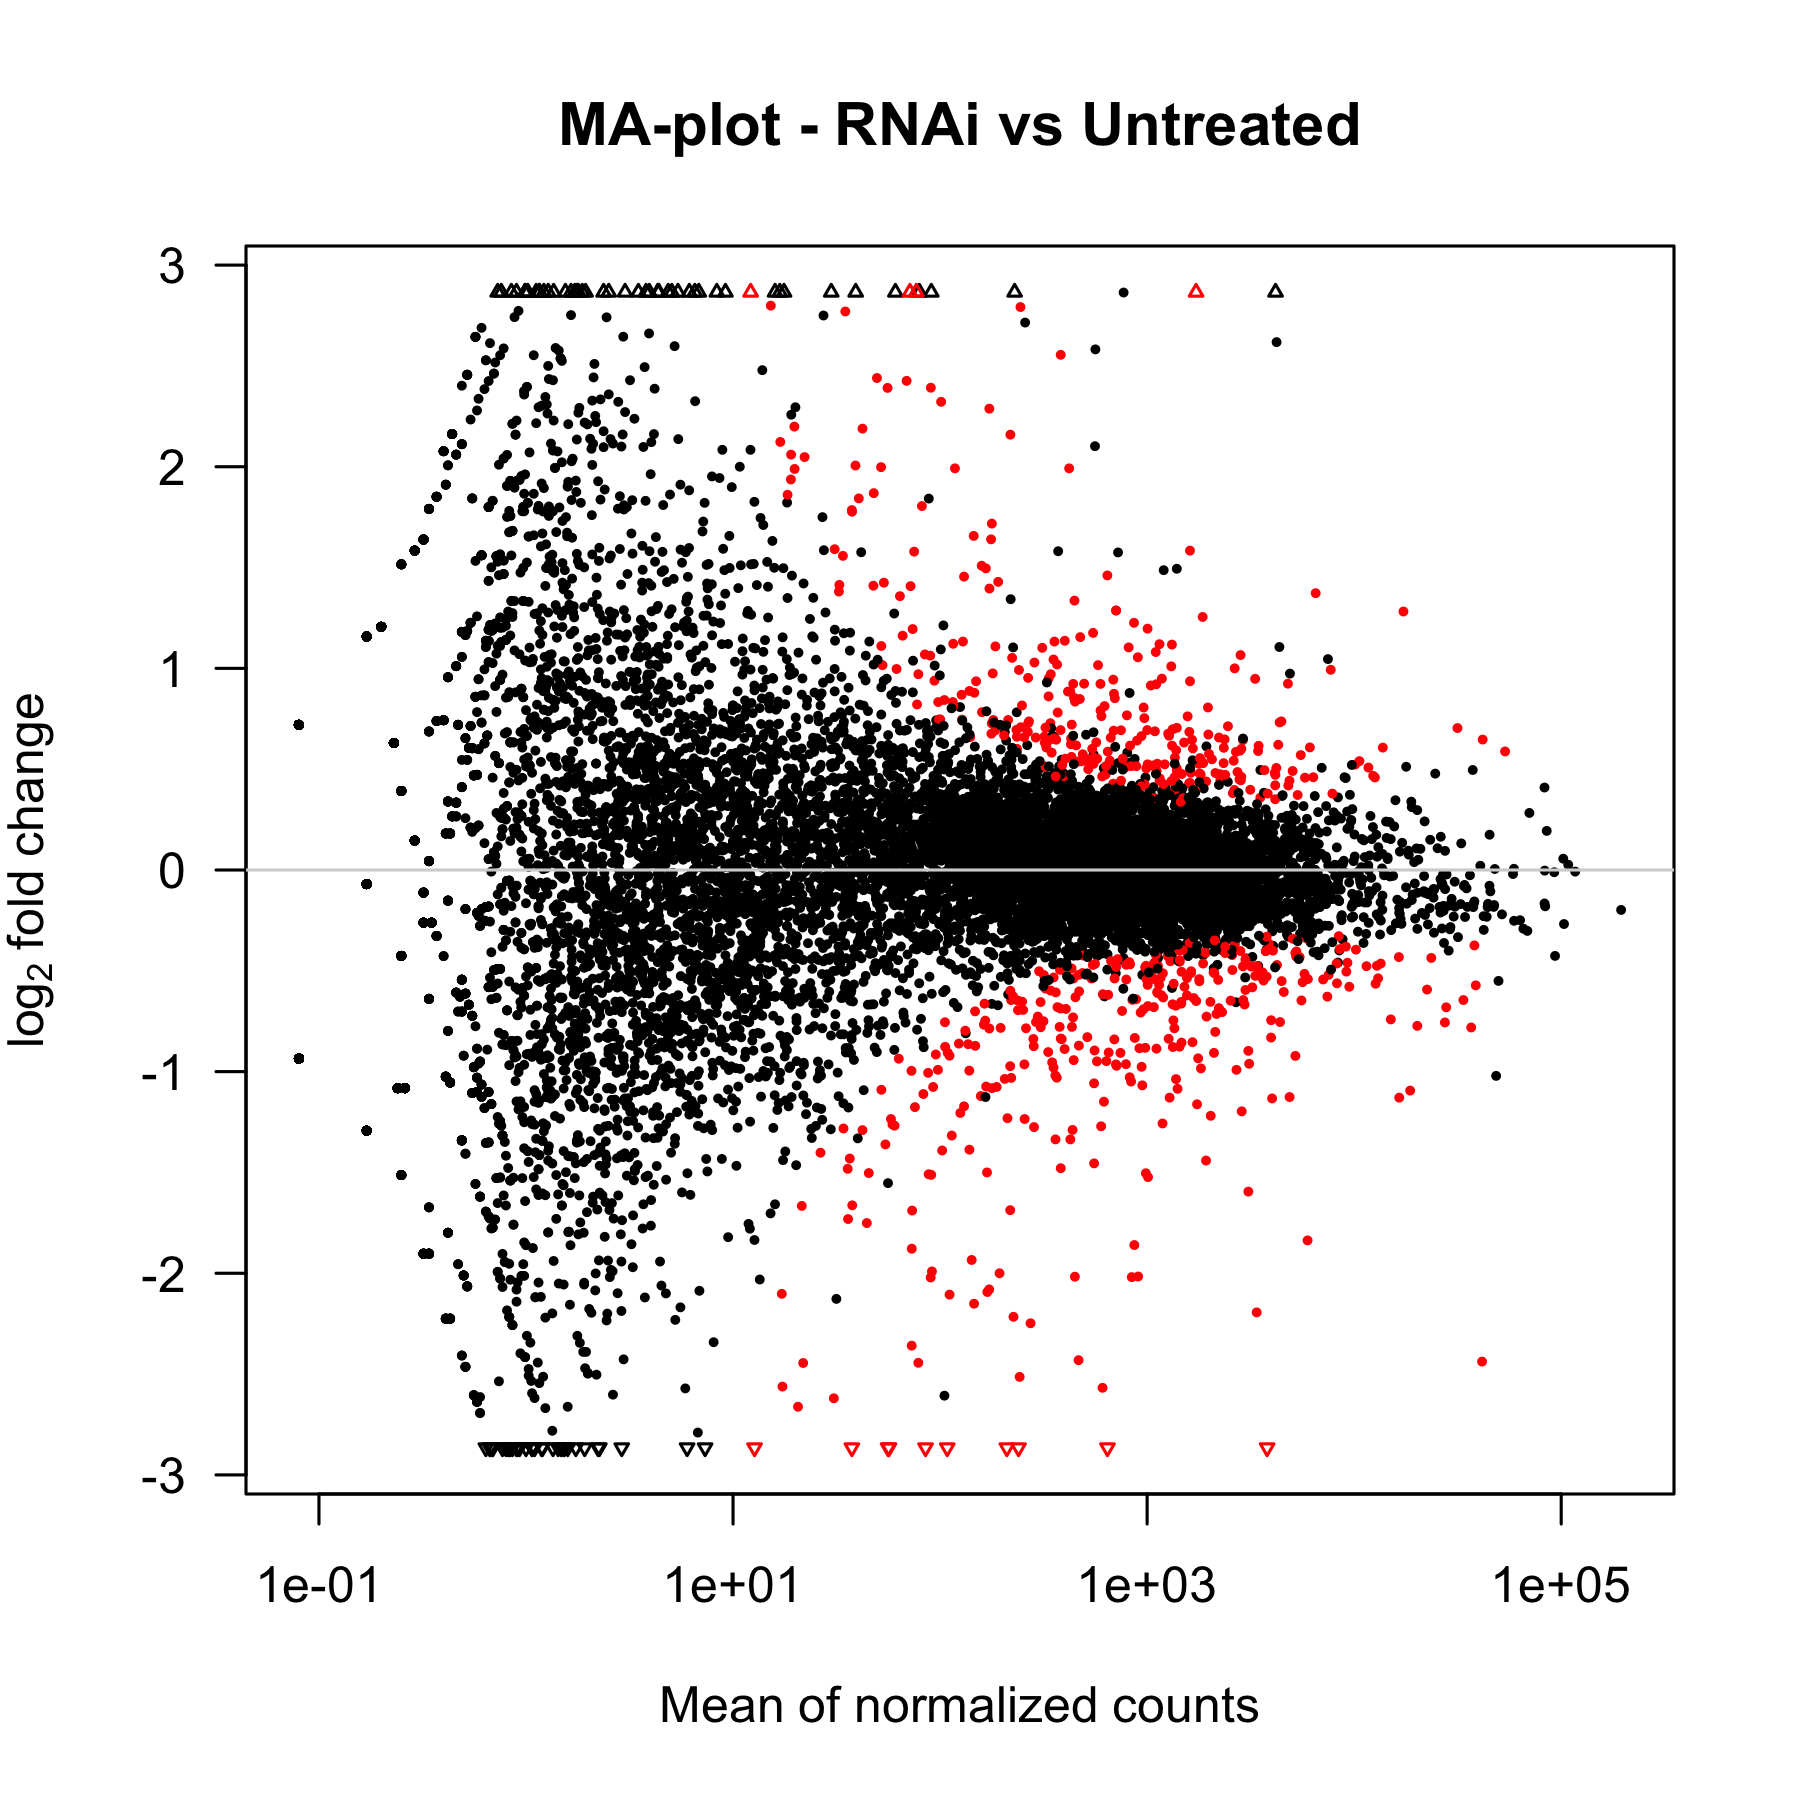 MA-plot - RNAi vs Untreated
3
2
1
0
-1
-2
-3
log₂ fold change
1e-01 1e+01 1e+03 1e+05
Mean of normalized counts